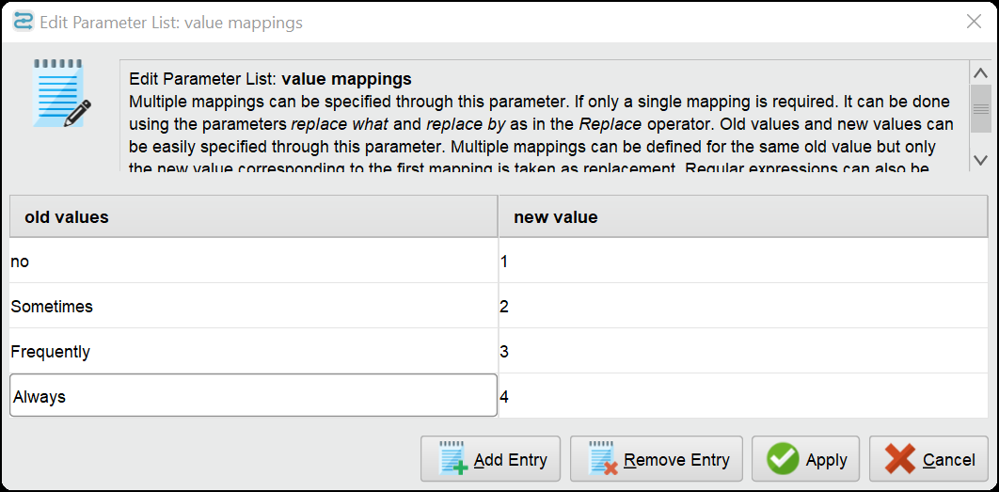 Edit Parameter List: value mappings
Edit Parameter List: value mappings
Multiple mappings can be specified through this parameter. If only a single mapping is required. It can be done
using the parameters replace what and replace by as in the Replace operator. Old values and new values can
be easily specified through this parameter. Multiple mappings can be defined for the same old value but only
the new value corresponding to the first mapping is taken as replacement. Regular expressions can also be
old values new value
no 1
Sometimes 2
Frequently 3
Always 4
Add Entry Remove Entry Apply Cancel